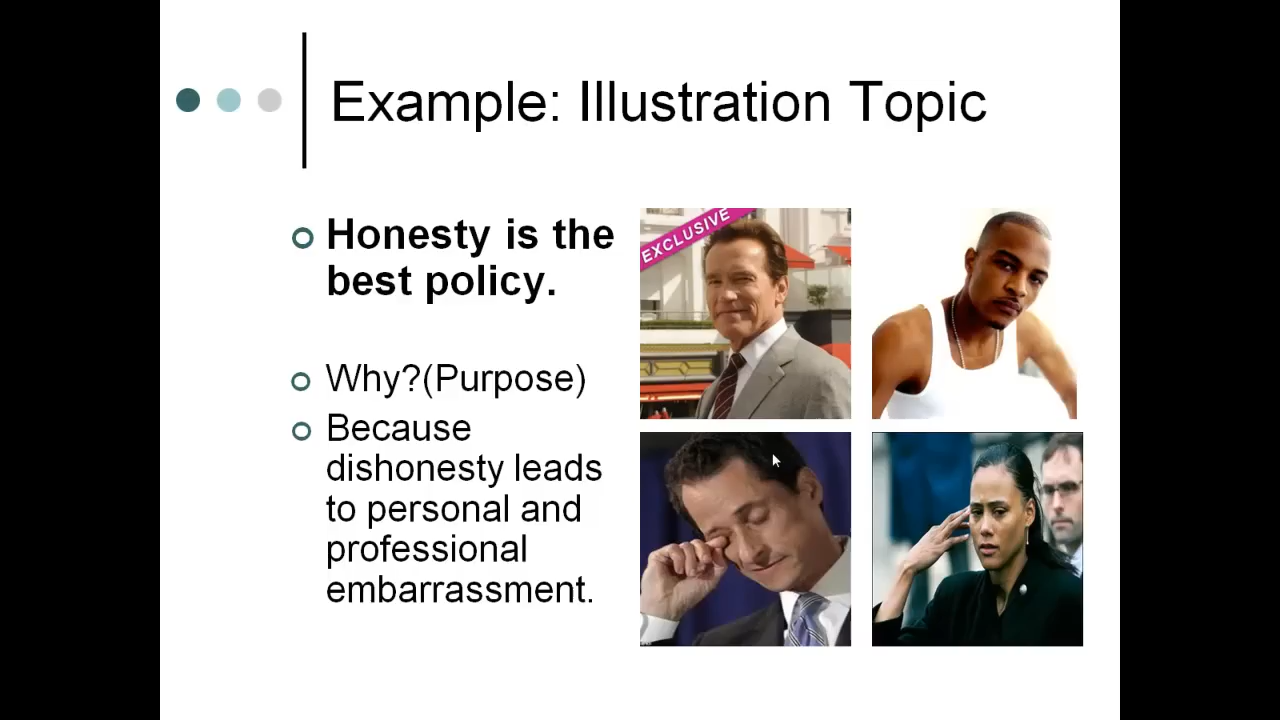 Example: Illustration Topic
Honesty is the
best policy.
EXCLUSIVE
Why?(Purpose)
Because
dishonesty leads
to personal and
professional
embarrassment.